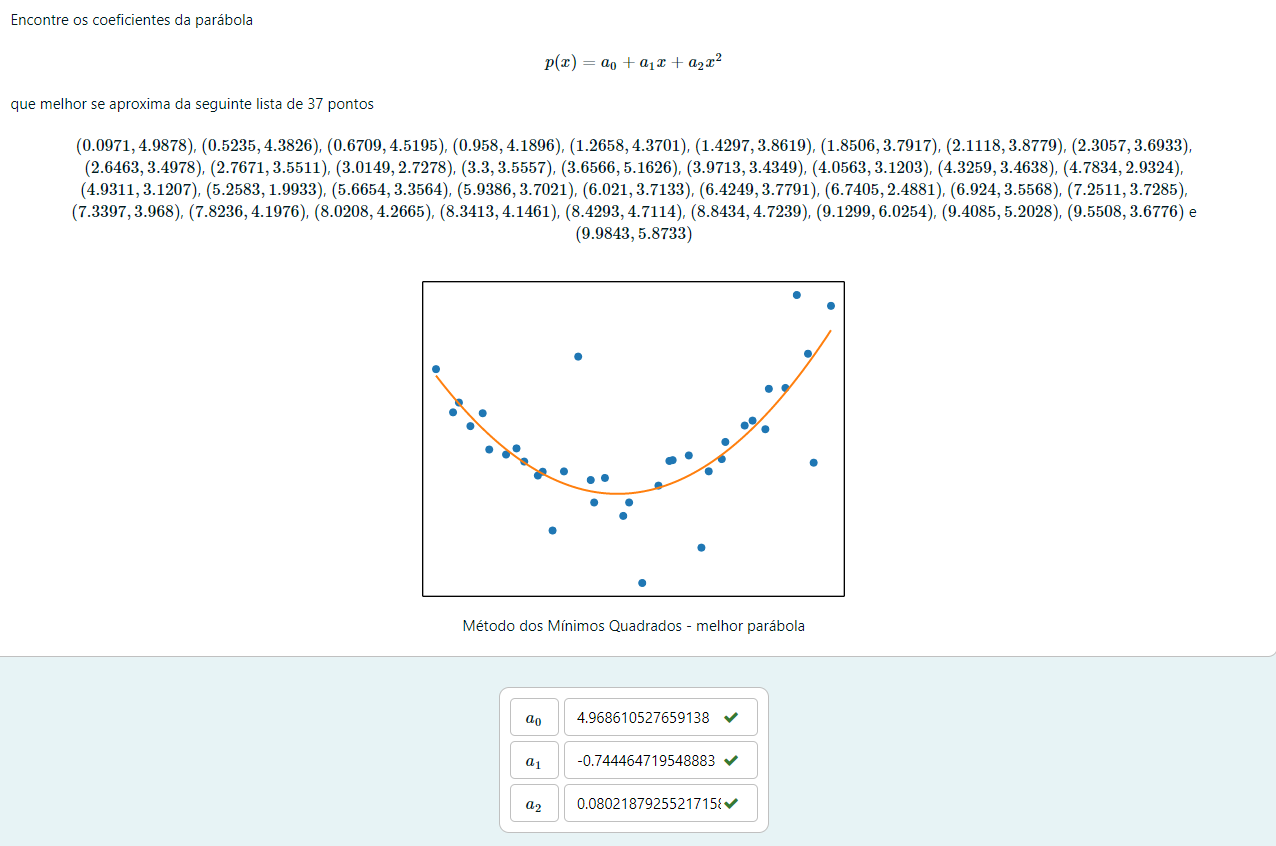 Encontre os coeficientes da parábola
p(x) = a₀ + a₁x + a₂x²
que melhor se aproxima da seguinte lista de 37 pontos
(0.0971, 4.9878), (0.5235, 4.3826), (0.6709, 4.5195), (0.958, 4.1896), (1.2658, 4.3701), (1.4297, 3.8619), (1.8506, 3.7917), (2.1118, 3.8779), (2.3057, 3.6933),
(2.6463, 3.4978), (2.7671, 3.5511), (3.0149, 2.7278), (3.3, 3.5557), (3.6566, 5.1626), (3.9713, 3.4349), (4.0563, 3.1203), (4.3259, 3.4638), (4.7834, 2.9324),
(4.9311, 3.1207), (5.2583, 1.9933), (5.6654, 3.3564), (5.9386, 3.7021), (6.021, 3.7133), (6.4249, 3.7791), (6.7405, 2.4881), (6.924, 3.5568), (7.2511, 3.7285),
(7.3397, 3.968), (7.8236, 4.1976), (8.0208, 4.2665), (8.3413, 4.1461), (8.4293, 4.7114), (8.8434, 4.7239), (9.1299, 6.0254), (9.4085, 5.2028), (9.5508, 3.6776) e
(9.9843, 5.8733)
Método dos Mínimos Quadrados - melhor parábola
a₀ 4.968610527659138
a₁ -0.744464719548883
a₂ 0.0802187925521715